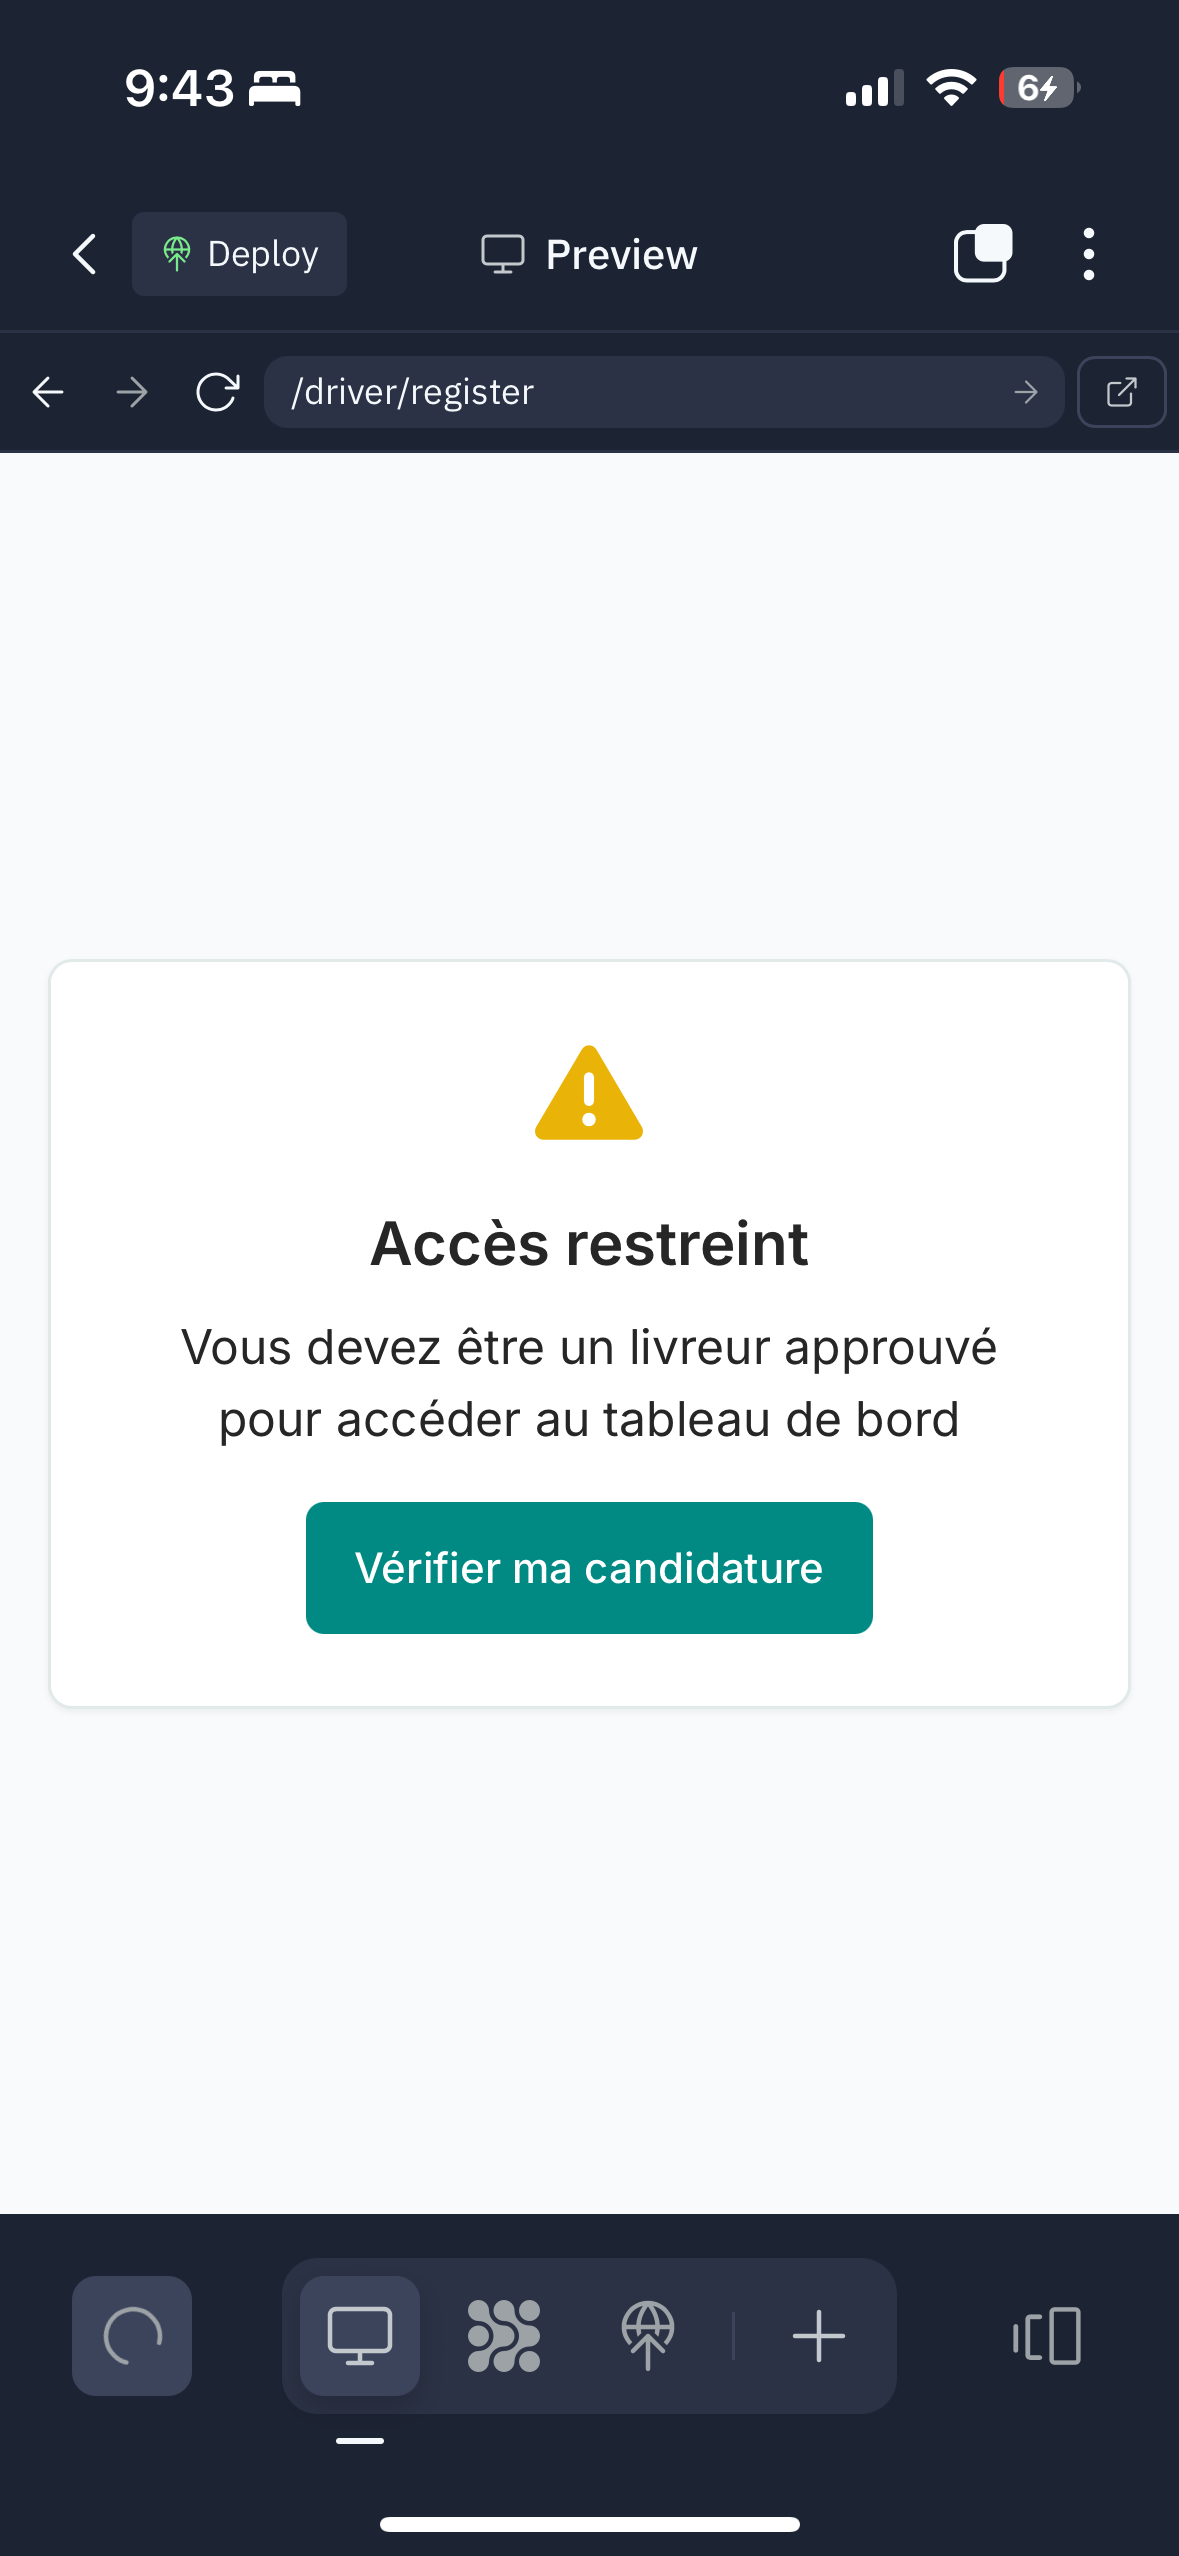 9:43
6
Deploy
Preview
/driver/register
Accès restreint
Vous devez être un livreur approuvé
pour accéder au tableau de bord
Vérifier ma candidature